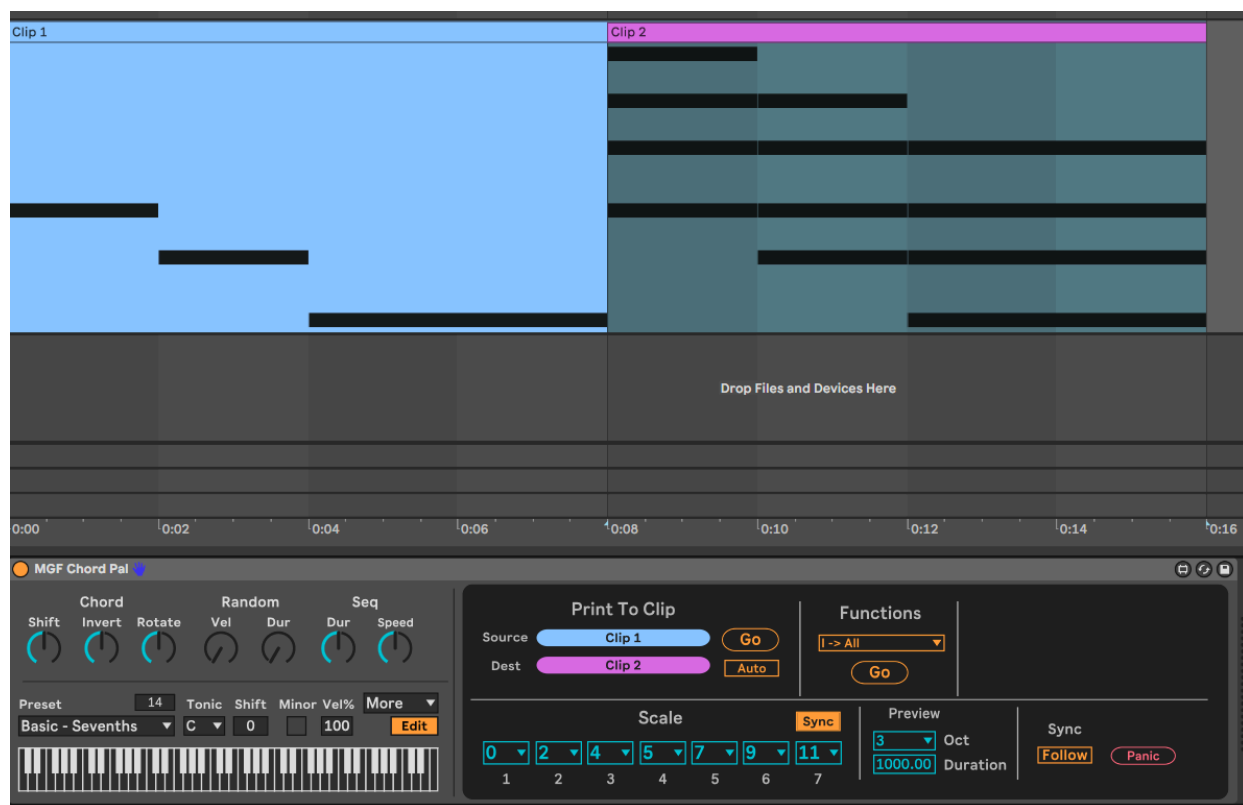 Clip 1
Clip 2
Drop Files and Devices Here
0:00 0:02 0:04 0:06 0:08 0:10 0:12 0:14 0:16
MGF Chord Pal
Chord Random Seq
Shift Invert Rotate Vel Dur Dur Speed
Preset 14 Tonic Shift Minor Vel% More
Basic - Sevenths C 0 100 Edit
Print To Clip
Source Clip 1 Go
Dest Clip 2 Auto
Functions
I -> All
Go
Scale Sync
0 2 4 5 7 9 11
1 2 3 4 5 6 7
Preview
3 Oct
1000.00 Duration
Sync
Follow Panic